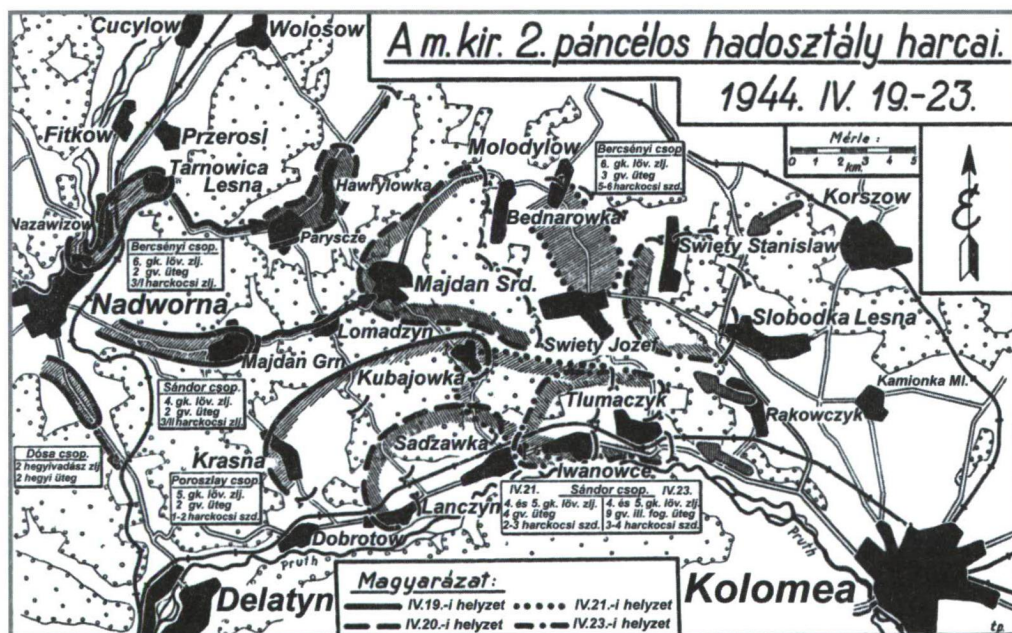 A m. kir. 2. páncélos hadosztály harcai.
1944. IV. 19.-23.
Mérle:
0 1 2 3 4 5
km.
Cucylow
Wolosow
Fitkow
Przerosl
Tarnowica
Lesna
Hawrylowka
Molodylow
Bercsényi csop
6. gk. löv. zlj.
3 gv. üteg
5-6 harckocsi szd.
Korszow
Nazawizow
Paryscze
Bednarowka
Swiety Stanislaw
Bercsényi csop.
6. gk. löv. zlj.
2 gv. üteg
3/I harckocsi zlj.
Nadworna
Majdan Srd.
Slobodka Lesna
Lomadzyn
Majdan Grn
Swiety Jozef
Kubajowka
Kamionka Ml.
Sándor csop.
4. gk. löv. zlj.
2 gv. üteg
3/II harckocsi zlj.
Tlumaczyk
Rakowczyk
Sadzawka
Dósa csop.
2 hegyivadász zlj
2 hegyi üteg
Krasna
Iwanowce
Poroszlay csop
5. gk. löv. zlj.
2 gv. üteg
1-2 harckocsi szd.
IV.21. Sándor csop. IV.23.
4. és 5. gk. löv. zlj. 4. és 5. gk. löv. zlj.
4 gv. üteg 9 gv. ill. fog. üteg
2-3 harckocsi szd. 3-4 harckocsi szd.
Lanczyn
Dobrotow
Pruth
Pruth
Delatyn
Kolomea
Magyarázat:
IV.19.-i helyzet IV.21.-i helyzet
IV.20.-i helyzet IV.23.-i helyzet
t.p.